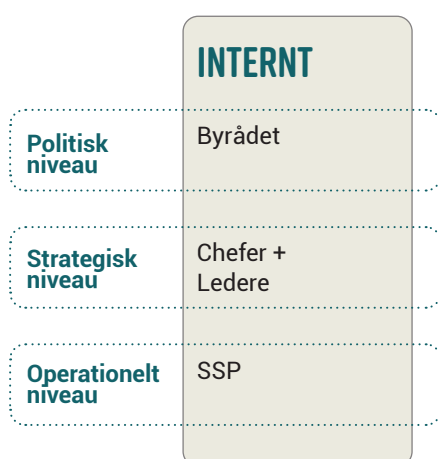 INTERNT
Politisk
niveau
Byrådet
Strategisk
niveau
Chefer +
Ledere
Operationelt
niveau
SSP